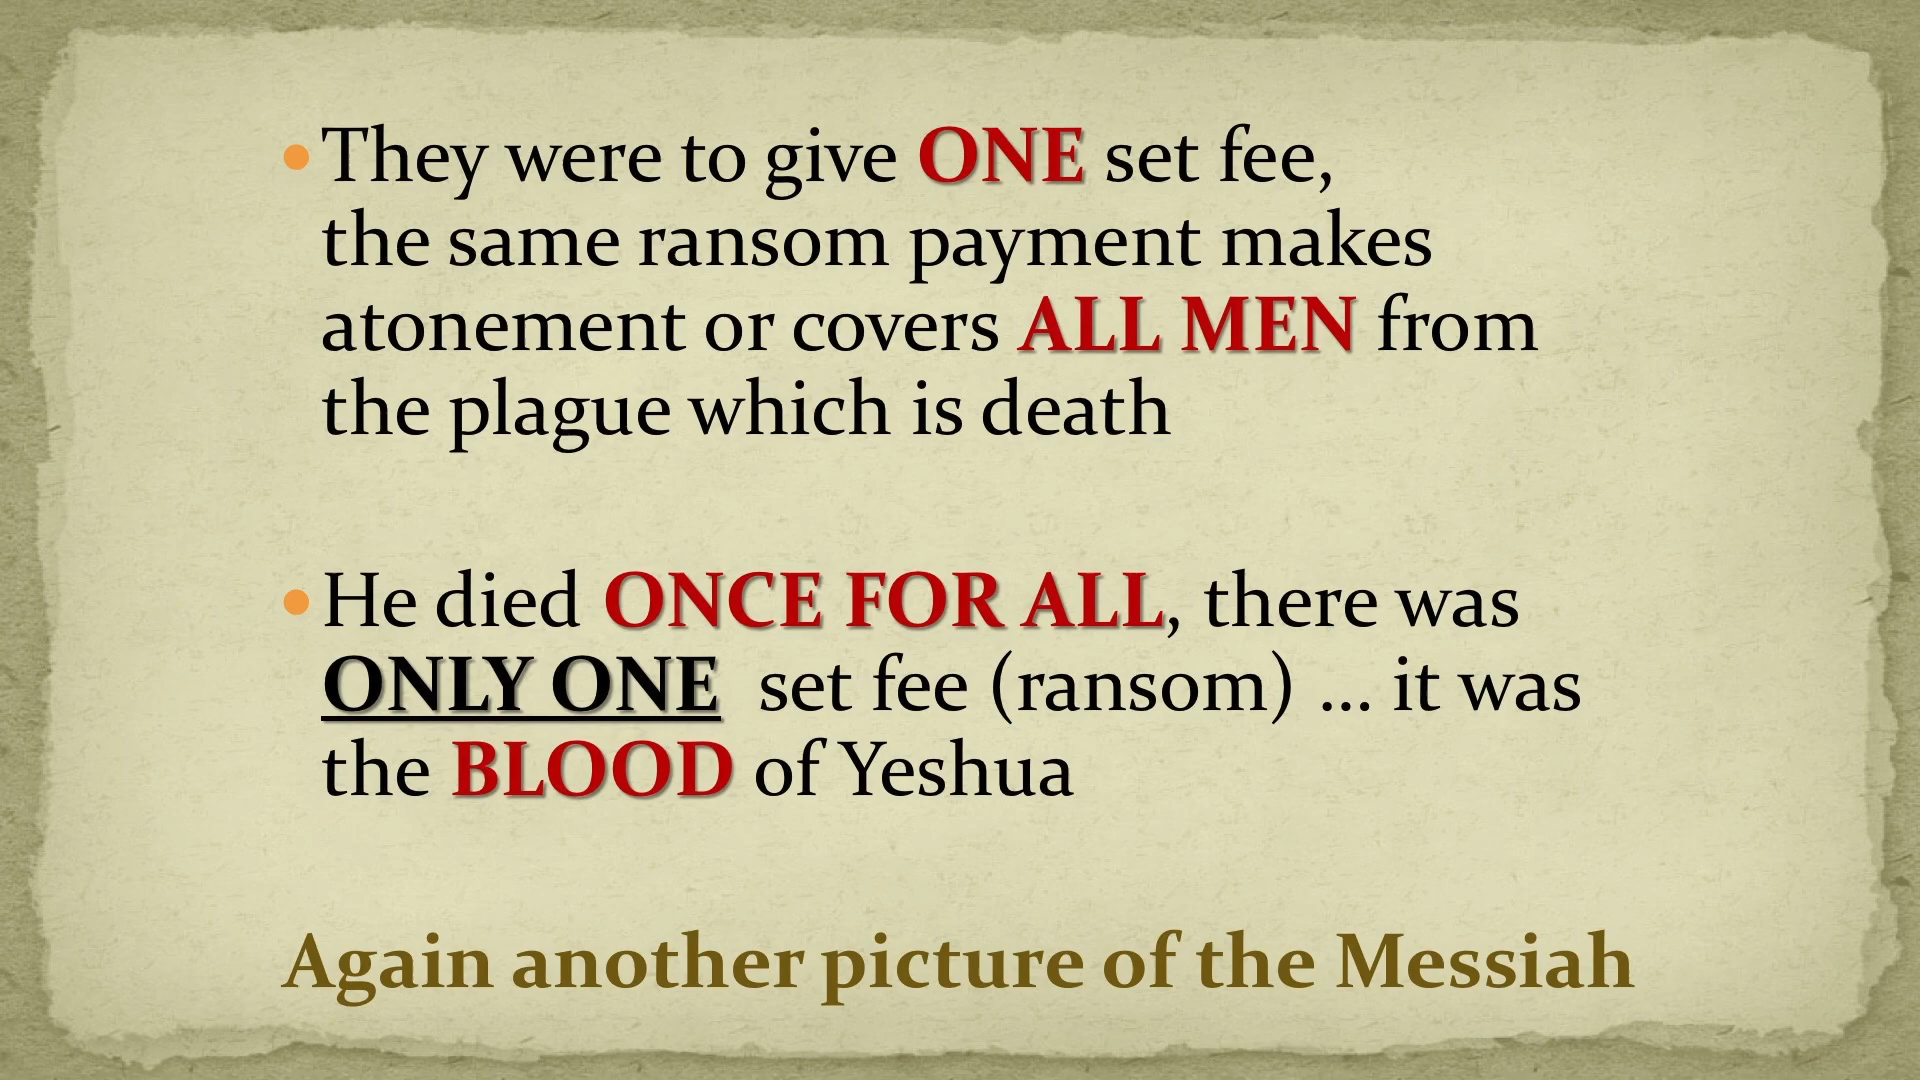 • They were to give ONE set fee,
the same ransom payment makes
atonement or covers ALL MEN from
the plague which is death
• He died ONCE FOR ALL, there was
ONLY ONE set fee (ransom) ... it was
the BLOOD of Yeshua
Again another picture of the Messiah